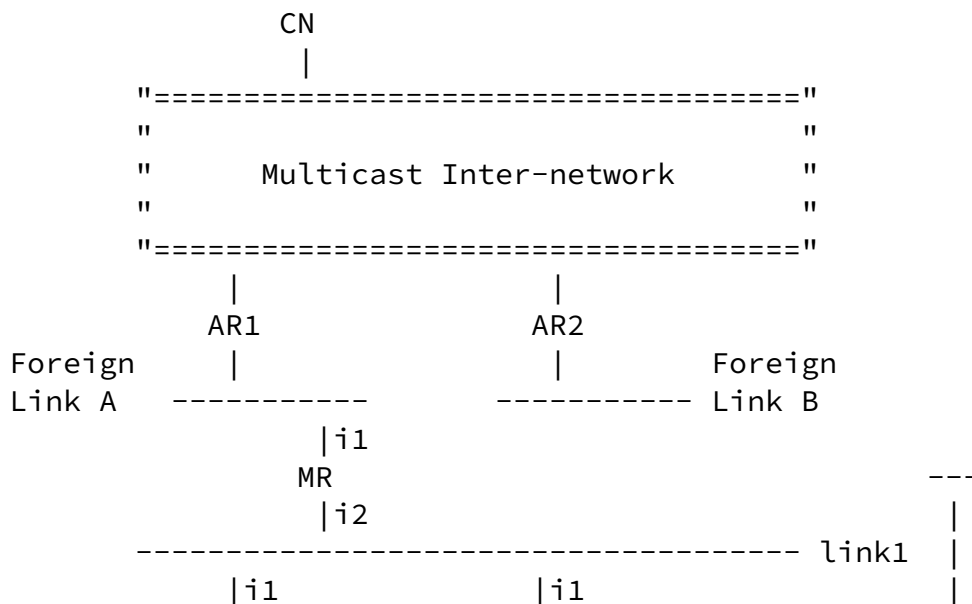 CN
|
"===================================="
"                                    "
"      Multicast Inter-network       "
"                                    "
"===================================="
|                 |
AR1               AR2
Foreign     |                 |        Foreign
Link A   -----------       ----------- Link B
|i1
MR                                 ---
|i2                                 |
------------------------------------- link1  |
|i1              |i1                      |